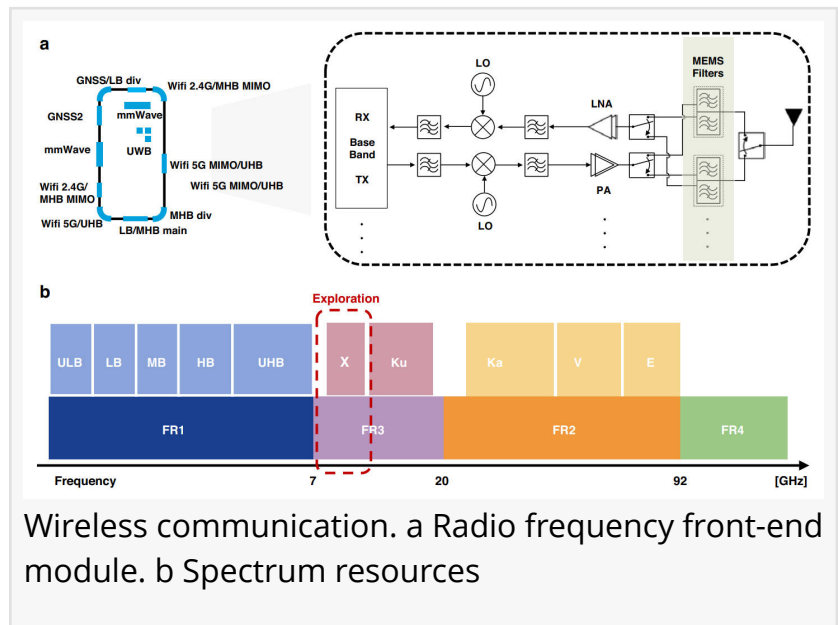 a
GNSS/LB div
Wifi 2.4G/MHB MIMO
GNSS2
mmWave
mmWave
UWB
Wifi 5G MIMO/UHB
Wifi 5G MIMO/UHB
Wifi 2.4G/
MHB MIMO
MHB div
Wifi 5G/UHB
LB/MHB main
RX
Base
Band
TX
LO
LNA
MEMS
Filters
PA
LO
b
Exploration
ULB LB MB HB UHB X Ku Ka V E
FR1 FR3 FR2 FR4
Frequency 7 20 92 [GHz]
Wireless communication. a Radio frequency front-end
module. b Spectrum resources